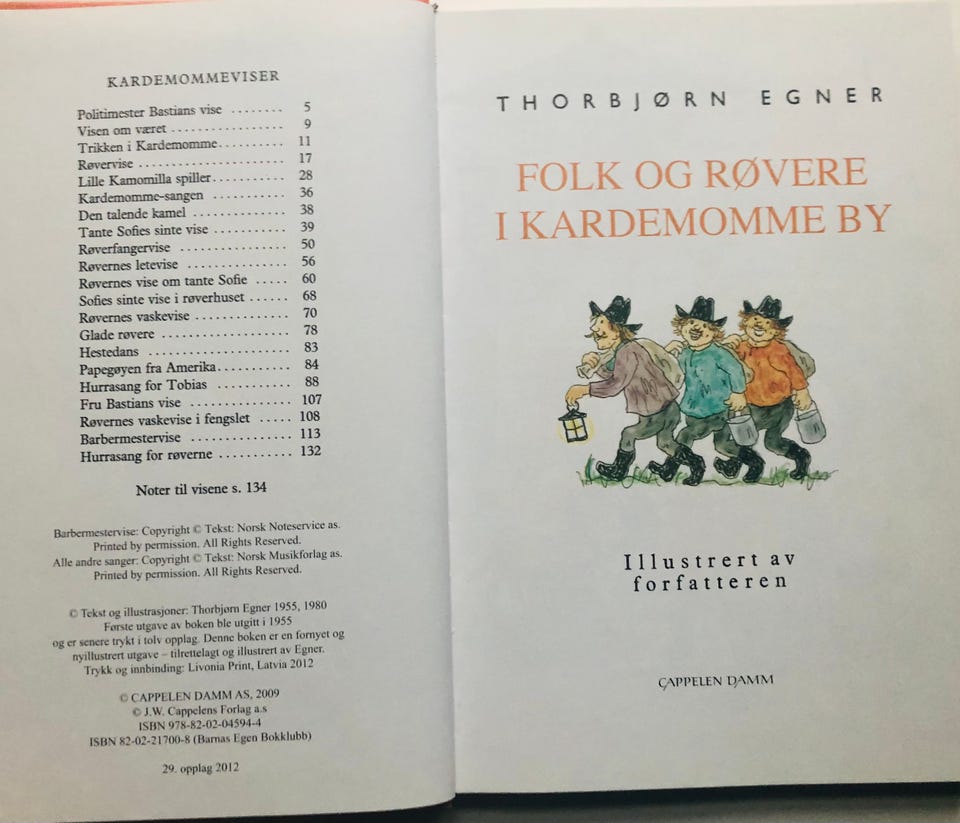 KARDEMOMMEVISER
Politimester Bastians vise ........ 5
Visen om været ................. 9
Trikken i Kardemomme.......... 11
Røvervise ...................... 17
Lille Kamomilla spiller........... 28
Kardemomme-sangen ........... 36
Den talende kamel .............. 38
Tante Sofies sinte vise ........... 39
Røverfangervise ................. 50
Røvernes letevise ............... 56
Røvernes vise om tante Sofie ..... 60
Sofies sinte vise i røverhuset ...... 68
Røvernes vaskevise .............. 70
Glade røvere .................... 78
Hestedans ...................... 83
Papegøyen fra Amerika........... 84
Hurrasang for Tobias ........... 88
Fru Bastians vise ................ 107
Røvernes vaskevise i fengslet ..... 108
Barbermestervise ............... 113
Hurrasang for røverne ........... 132
Noter til visene s. 134
Barbermestervise: Copyright © Tekst: Norsk Noteservice as.
Printed by permission. All Rights Reserved.
Alle andre sanger: Copyright © Tekst: Norsk Musikforlag as.
Printed by permission. All Rights Reserved.
© Tekst og illustrasjoner: Thorbjørn Egner 1955, 1980
Første utgave av boken ble utgitt i 1955
og er senere trykt i tolv opplag. Denne boken er en fornyet og
nyillustrert utgave – tilrettelagt og illustrert av Egner.
Trykk og innbinding: Livonia Print, Latvia 2012
© CAPPELEN DAMM AS, 2009
© J.W. Cappelens Forlag a.s
ISBN 978-82-02-04594-4
ISBN 82-02-21700-8 (Barnas Egen Bokklubb)
29. opplag 2012
THORBJØRN EGNER
FOLK OG RØVERE
I KARDEMOMME BY
Illustrert av
forfatteren
CAPPELEN DAMM